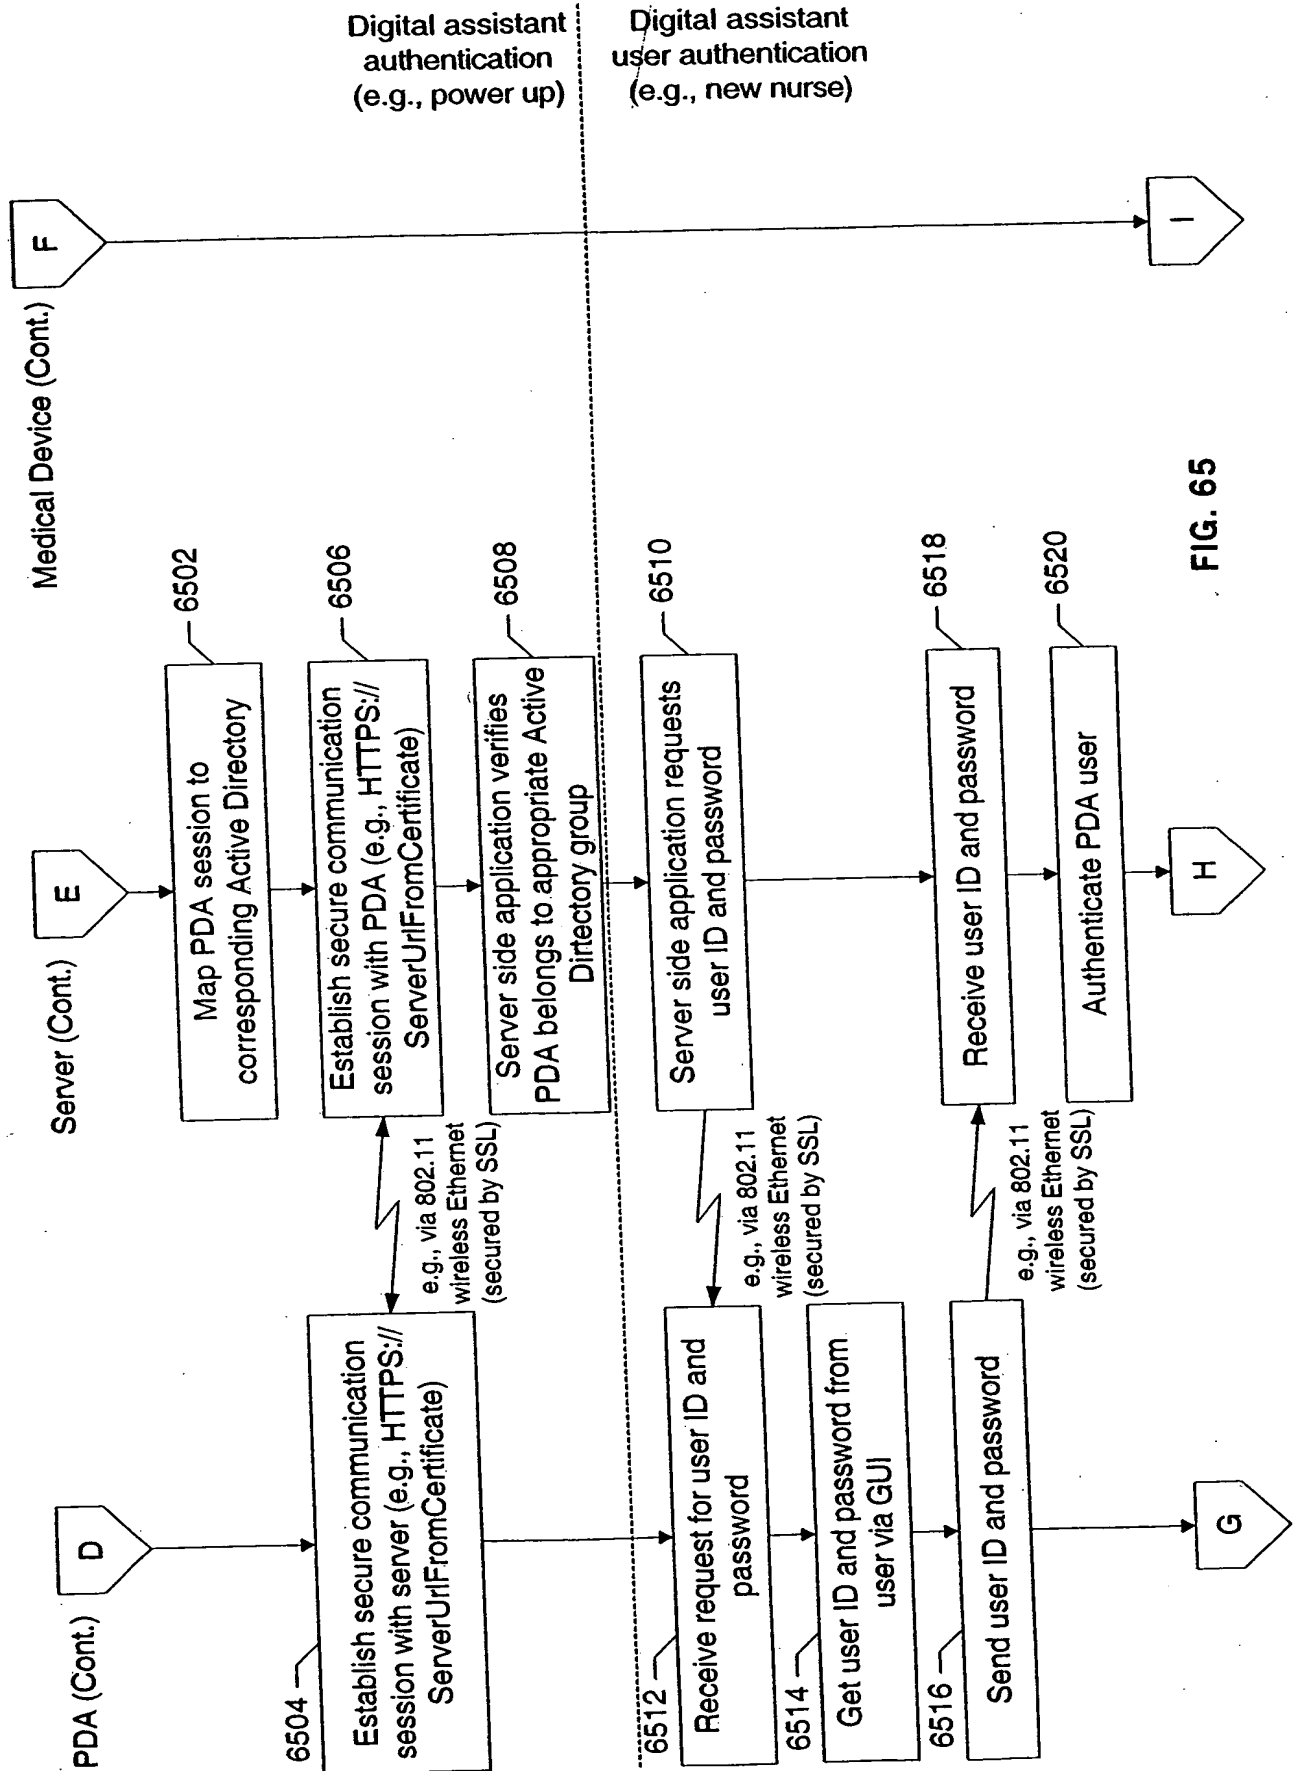 Digital assistant
authentication
(e.g., power up)
Digital assistant
user authentication
(e.g., new nurse)
PDA (Cont.)
D
Server (Cont.)
E
Medical Device (Cont.)
F
6502
Map PDA session to
corresponding Active Directory
6504
Establish secure communication
session with server (e.g., HTTPS://
ServerUrlFromCertificate)
e.g., via 802.11
wireless Ethernet
(secured by SSL)
6506
Establish secure communication
session with PDA (e.g., HTTPS://
ServerUrlFromCertificate)
6508
Server side application verifies
PDA belongs to appropriate Active
Dirtectory group
6510
Server side application requests
user ID and password
e.g., via 802.11
wireless Ethernet
(secured by SSL)
6512
Receive request for user ID and
password
6514
Get user ID and password from
user via GUI
6516
Send user ID and password
e.g., via 802.11
wireless Ethernet
(secured by SSL)
6518
Receive user ID and password
6520
Authenticate PDA user
G
H
I
FIG. 65